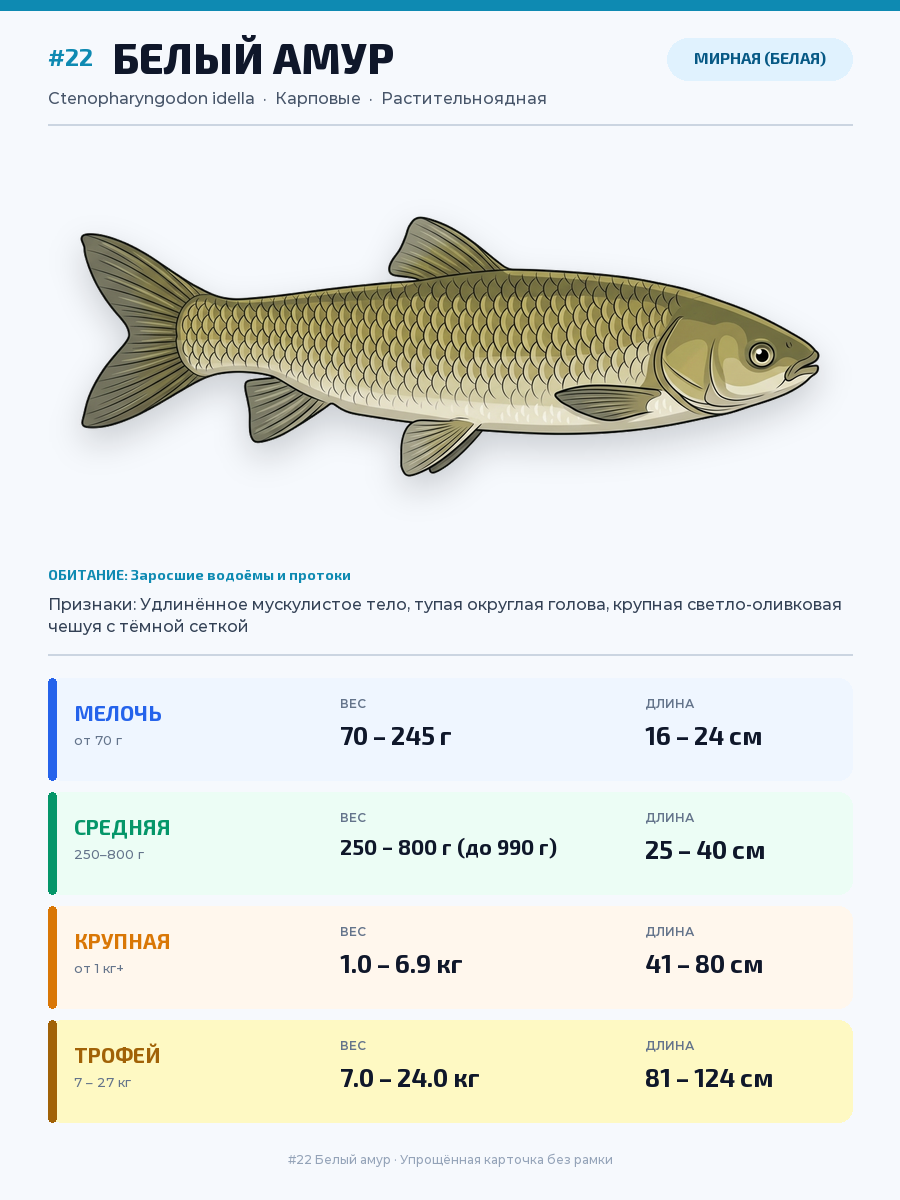 #22 БЕЛЫЙ АМУР
МИРНАЯ (БЕЛАЯ)
Ctenopharyngodon idella · Карповые · Растительноядная
ОБИТАНИЕ: Заросшие водоёмы и протоки
Признаки: Удлинённое мускулистое тело, тупая округлая голова, крупная светло-оливковая
чешуя с тёмной сеткой
МЕЛОЧЬ
от 70 г
ВЕС
70 – 245 г
ДЛИНА
16 – 24 см
СРЕДНЯЯ
250–800 г
ВЕС
250 – 800 г (до 990 г)
ДЛИНА
25 – 40 см
КРУПНАЯ
от 1 кг+
ВЕС
1.0 – 6.9 кг
ДЛИНА
41 – 80 см
ТРОФЕЙ
7 – 27 кг
ВЕС
7.0 – 24.0 кг
ДЛИНА
81 – 124 см
#22 Белый амур · Упрощённая карточка без рамки